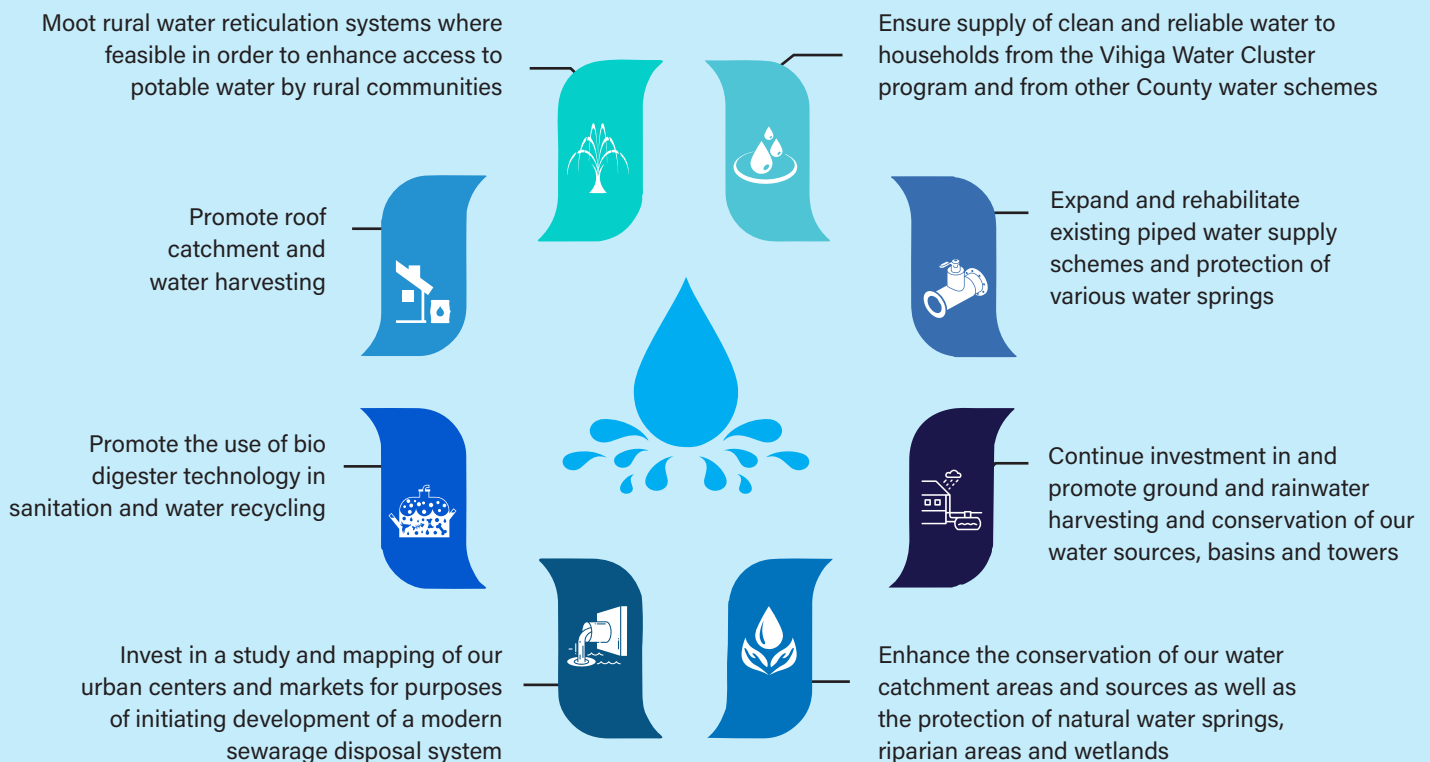 Moot rural water reticulation systems where
feasible in order to enhance access to
potable water by rural communities
Ensure supply of clean and reliable water to
households from the Vihiga Water Cluster
program and from other County water schemes
Promote roof
catchment and
water harvesting
Expand and rehabilitate
existing piped water supply
schemes and protection of
various water springs
Promote the use of bio
digester technology in
sanitation and water recycling
Continue investment in and
promote ground and rainwater
harvesting and conservation of our
water sources, basins and towers
Invest in a study and mapping of our
urban centers and markets for purposes
of initiating development of a modern
sewarage disposal system
Enhance the conservation of our water
catchment areas and sources as well as
the protection of natural water springs,
riparian areas and wetlands